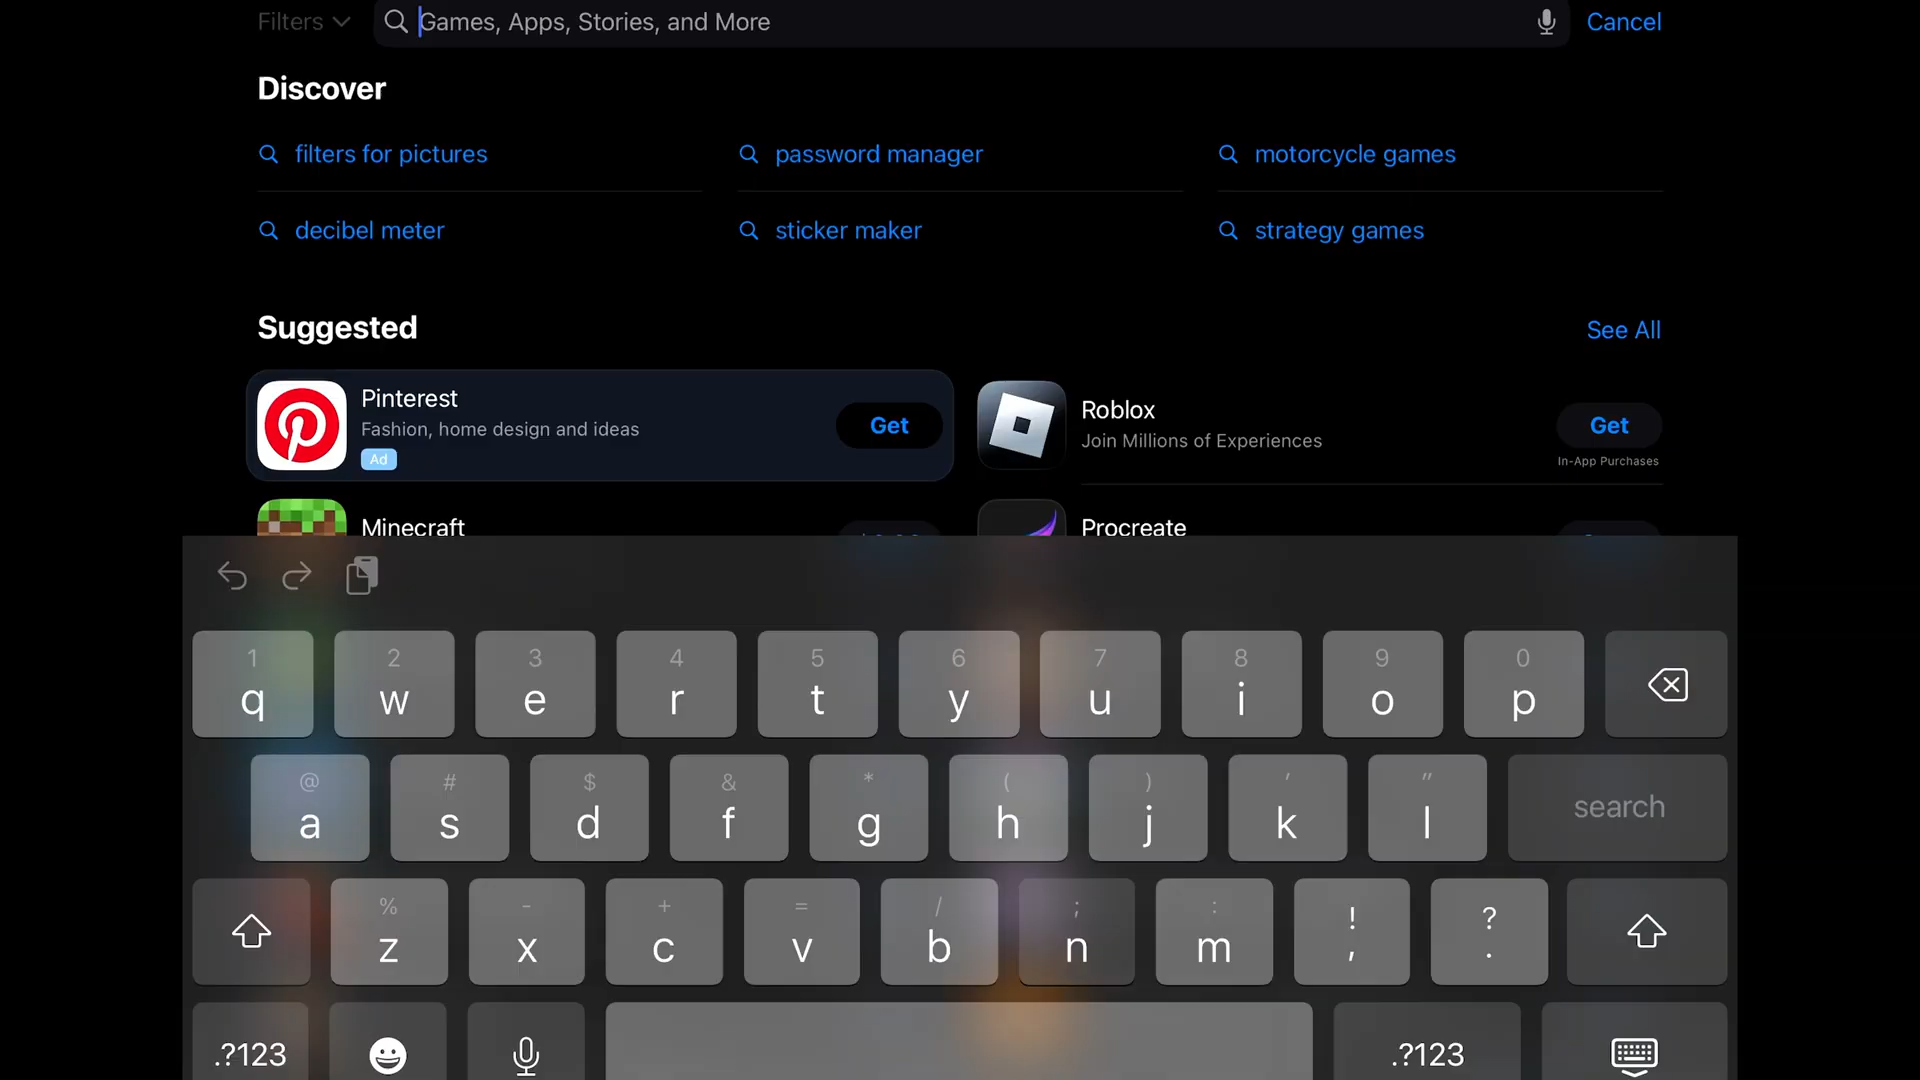 Filters
Games, Apps, Stories, and More
Cancel
Discover
filters for pictures
password manager
motorcycle games
decibel meter
sticker maker
strategy games
Suggested
See All
Pinterest
Fashion, home design and ideas
Ad
Get
Roblox
Join Millions of Experiences
Get
In-App Purchases
Minecraft
Procreate
1 2 3 4 5 6 7 8 9 0
q w e r t y u i o p
@ # $ & * ( ) ' "
a s d f g h j k l search
% - + = / ; : ! ?
z x c v b n m , .
.?123 .?123